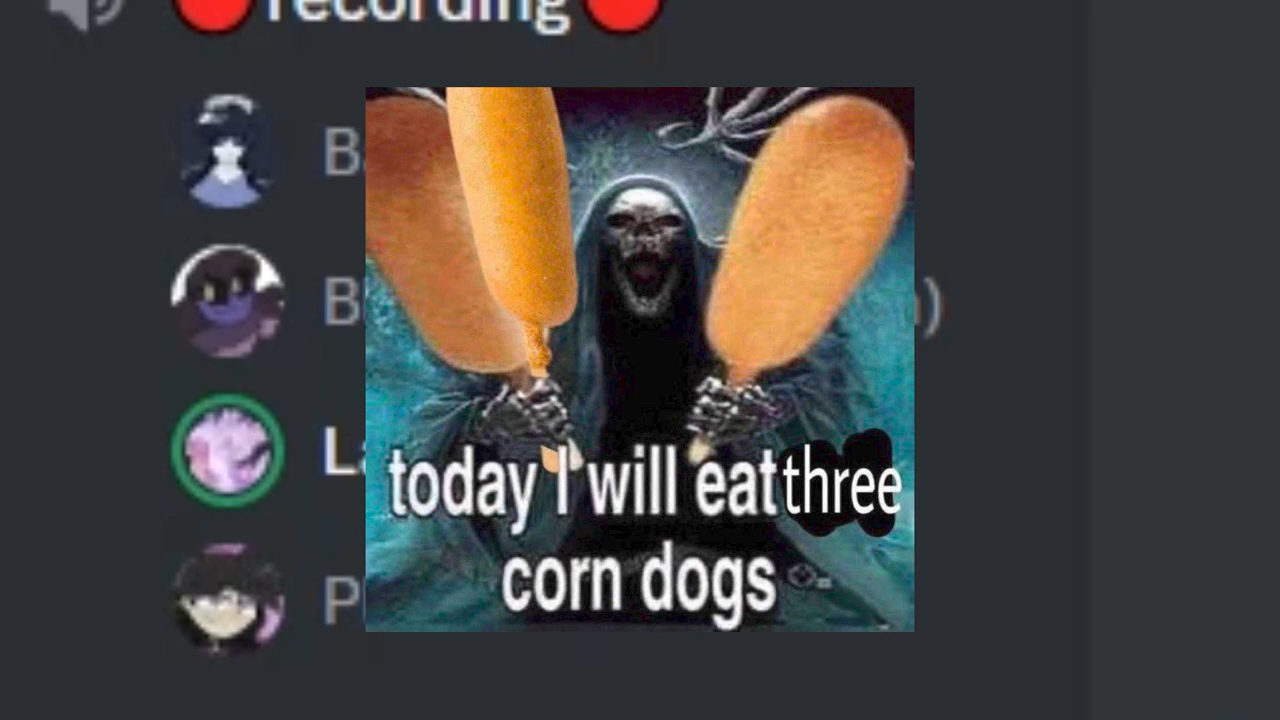 recording
B
B )
L
P
today I will eat three
corn dogs